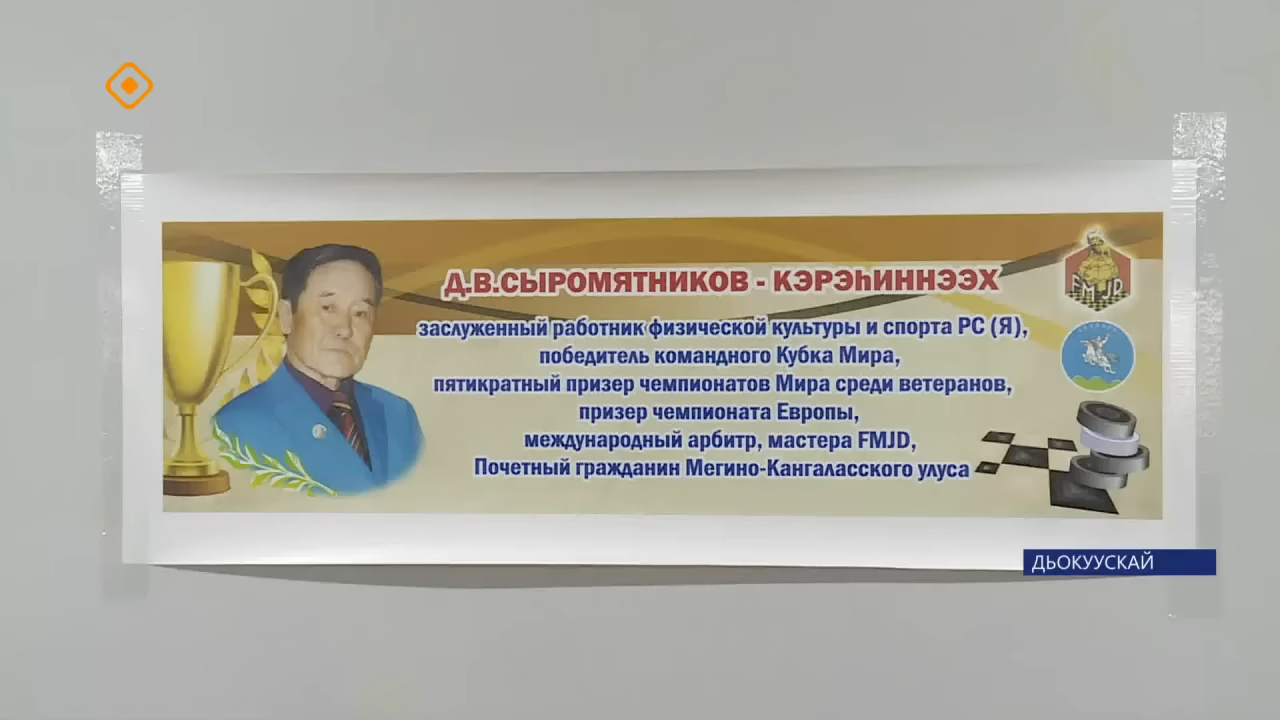 Д.В.СЫРОМЯТНИКОВ - КЭРЭҺИННЭЭХ
заслуженный работник физической культуры и спорта РС (Я),
победитель командного Кубка Мира,
пятикратный призер чемпионатов Мира среди ветеранов,
призер чемпионата Европы,
международный арбитр, мастера FMJD,
Почетный гражданин Мегино-Кангаласского улуса
FMJD
ДЬОКУУСКАЙ